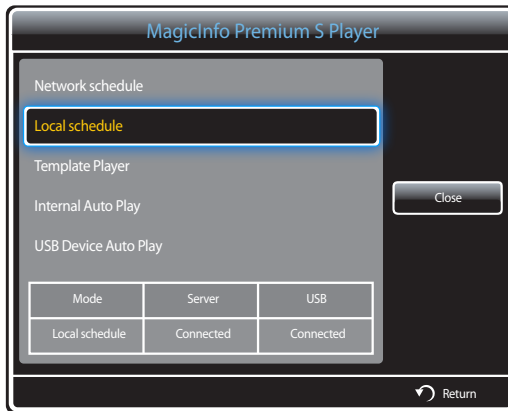 MagicInfo Premium S Player
Network schedule
Local schedule
Template Player
Internal Auto Play
USB Device Auto Play
Close
Mode Server USB
Local schedule Connected Connected
Return